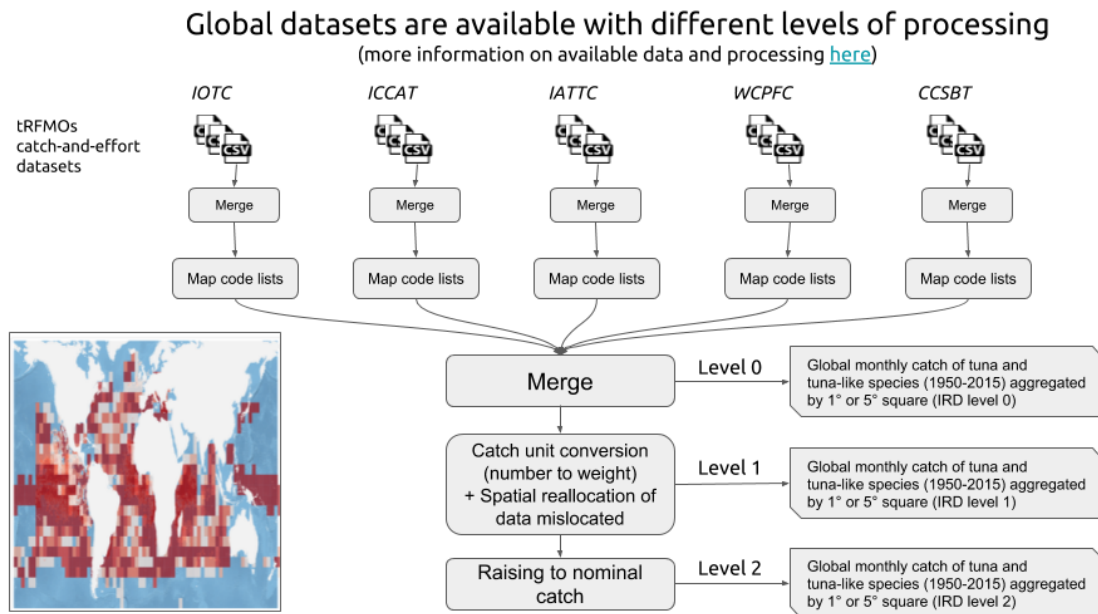 Global datasets are available with different levels of processing
(more information on available data and processing here)
IOTC
ICCAT
IATTC
WCPFC
CCSBT
tRFMOs
catch-and-effort
datasets
CSV
CSV
CSV
CSV
CSV
Merge
Merge
Merge
Merge
Merge
Map code lists
Map code lists
Map code lists
Map code lists
Map code lists
Merge
Level 0
Global monthly catch of tuna and
tuna-like species (1950-2015) aggregated
by 1° or 5° square (IRD level 0)
Catch unit conversion
(number to weight)
+ Spatial reallocation of
data mislocated
Level 1
Global monthly catch of tuna and
tuna-like species (1950-2015) aggregated
by 1° or 5° square (IRD level 1)
Raising to nominal
catch
Level 2
Global monthly catch of tuna and
tuna-like species (1950-2015) aggregated
by 1° or 5° square (IRD level 2)